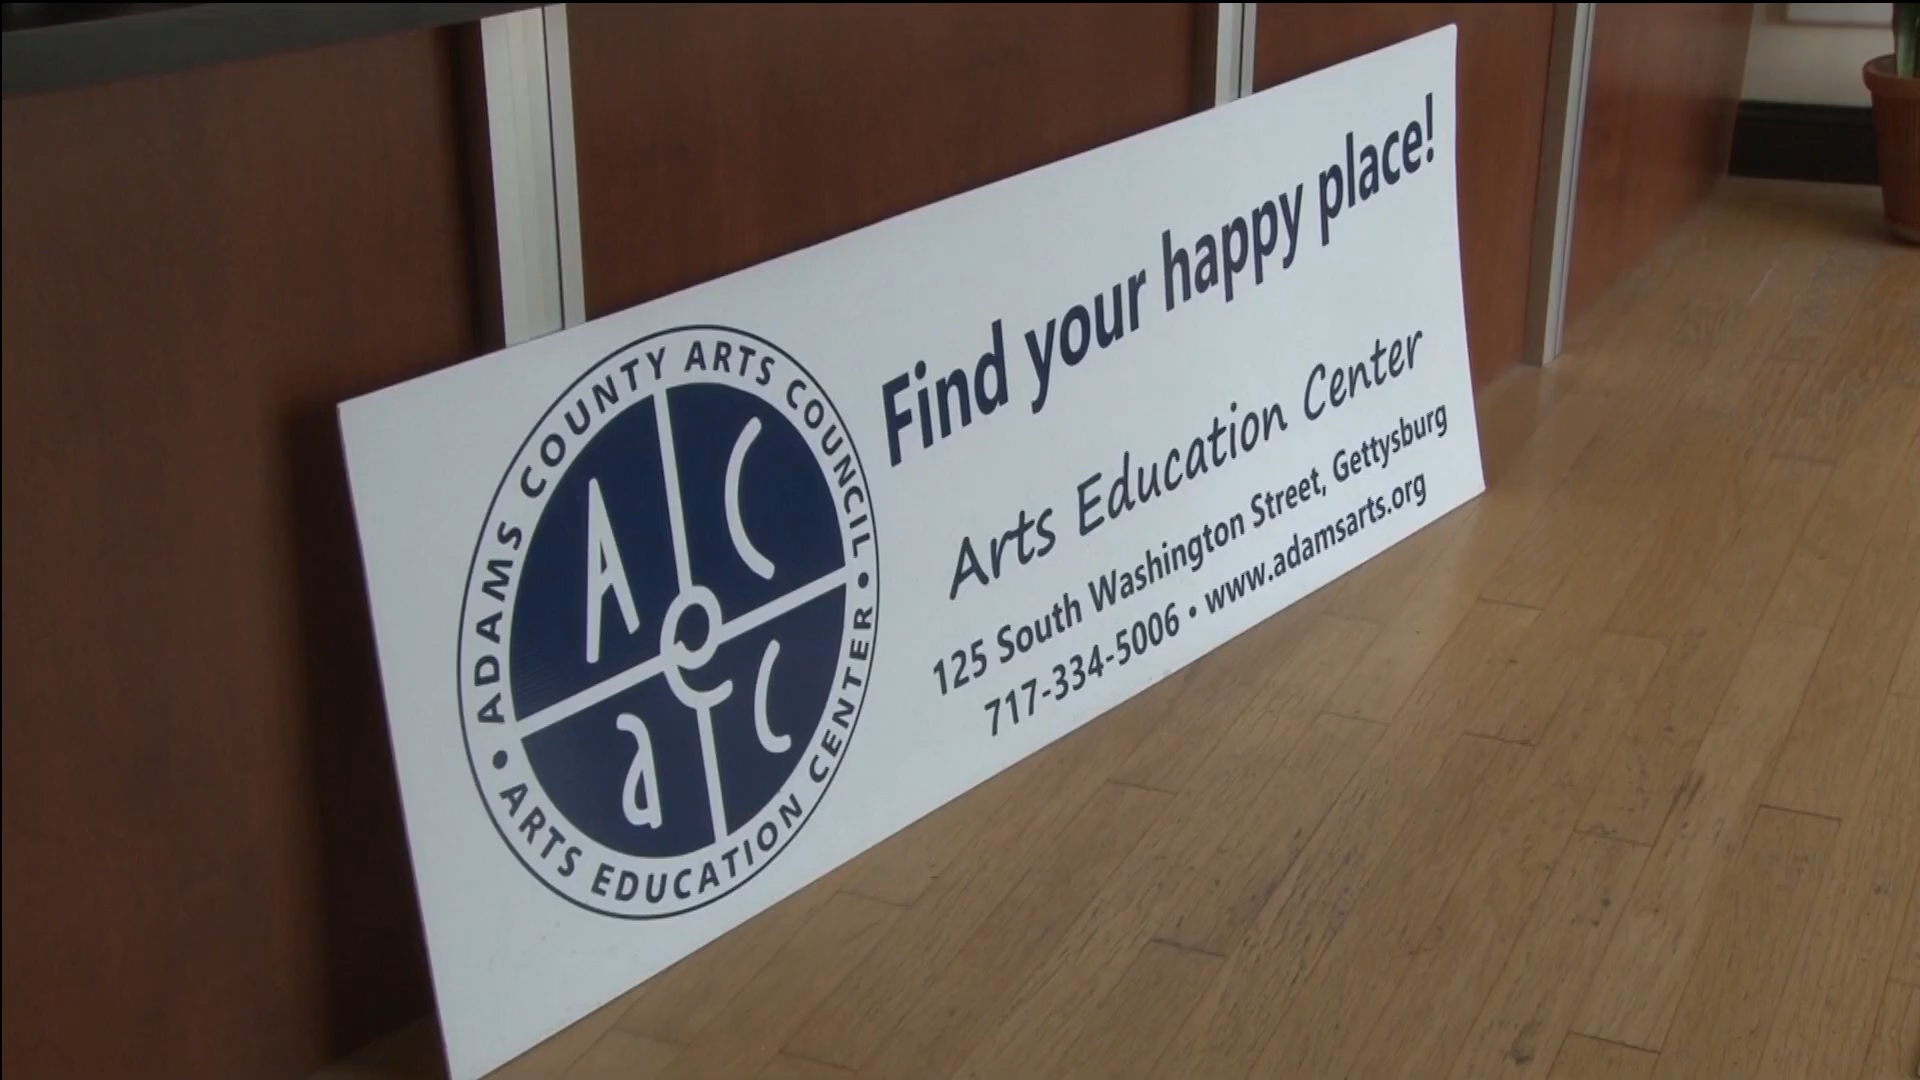 ADAMS COUNTY ARTS COUNCIL •
ARTS EDUCATION CENTER •
A C
a c
Find your happy place!
Arts Education Center
125 South Washington Street, Gettysburg
717-334-5006 • www.adamsarts.org